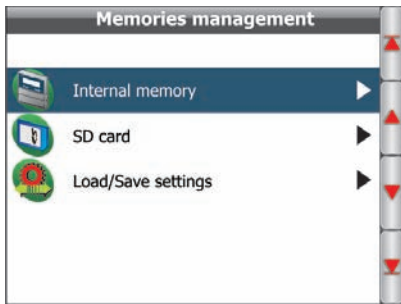 Memories management
Internal memory
SD card
Load/Save settings